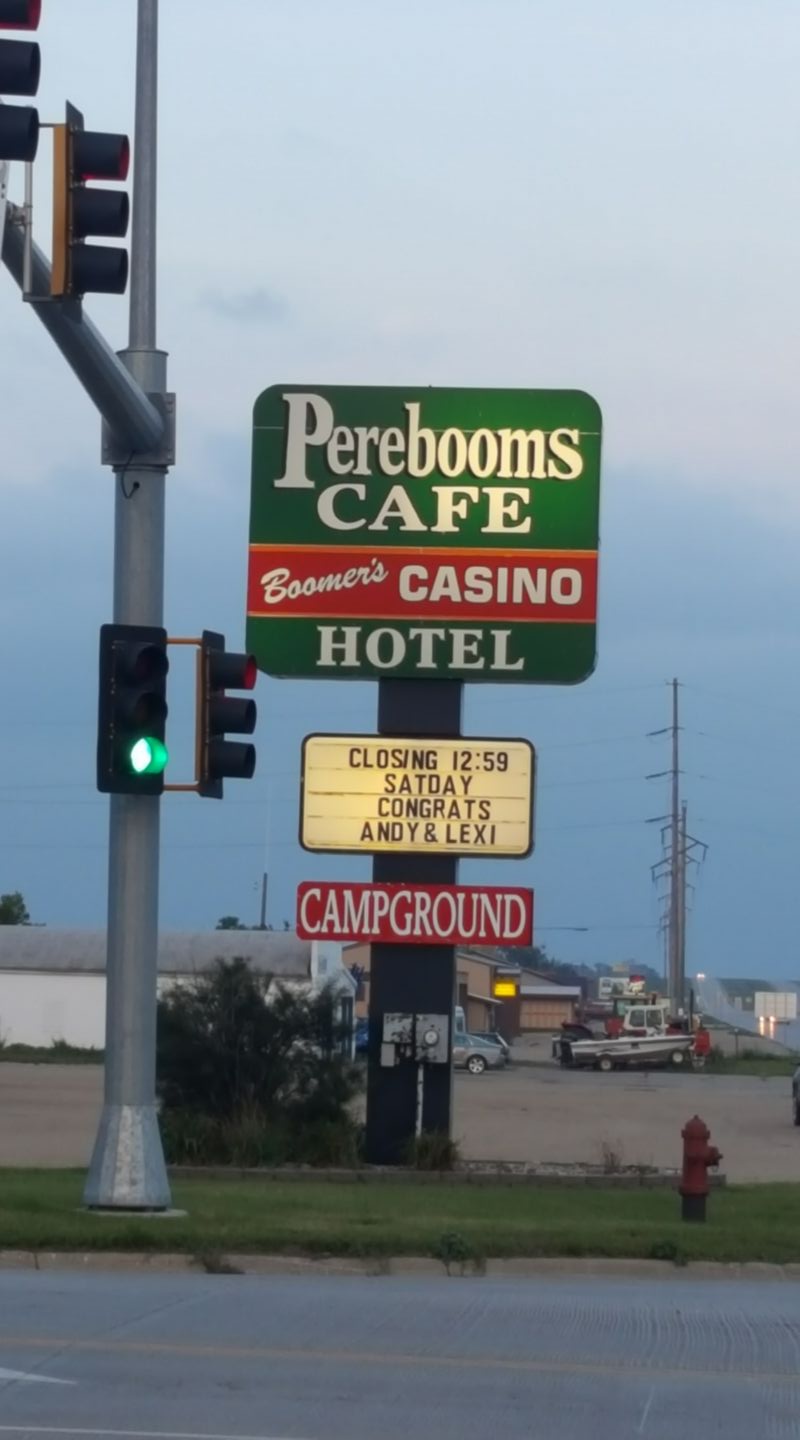 Perebooms
CAFE
Boomer's CASINO
HOTEL
CLOSING 12:59
SATDAY
CONGRATS
ANDY & LEXI
CAMPGROUND